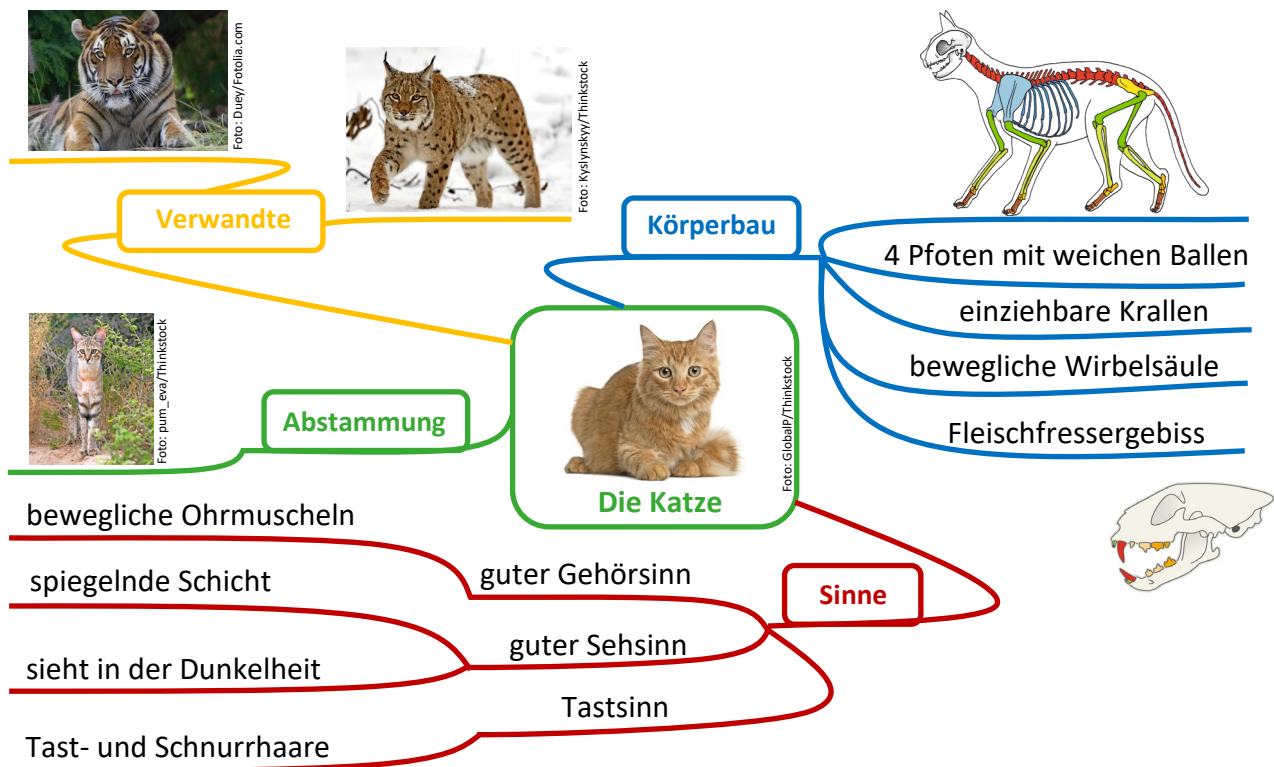 Foto: Duey/Fotolia.com
Foto: Kyslynskyy/Thinkstock
Verwandte
Körperbau
4 Pfoten mit weichen Ballen
einziehbare Krallen
bewegliche Wirbelsäule
Fleischfressergebiss
Foto: pum_eva/Thinkstock
Abstammung
Foto: GlobalP/Thinkstock
Die Katze
bewegliche Ohrmuscheln
guter Gehörsinn
spiegelnde Schicht
Sinne
guter Sehsinn
sieht in der Dunkelheit
Tastsinn
Tast- und Schnurrhaare